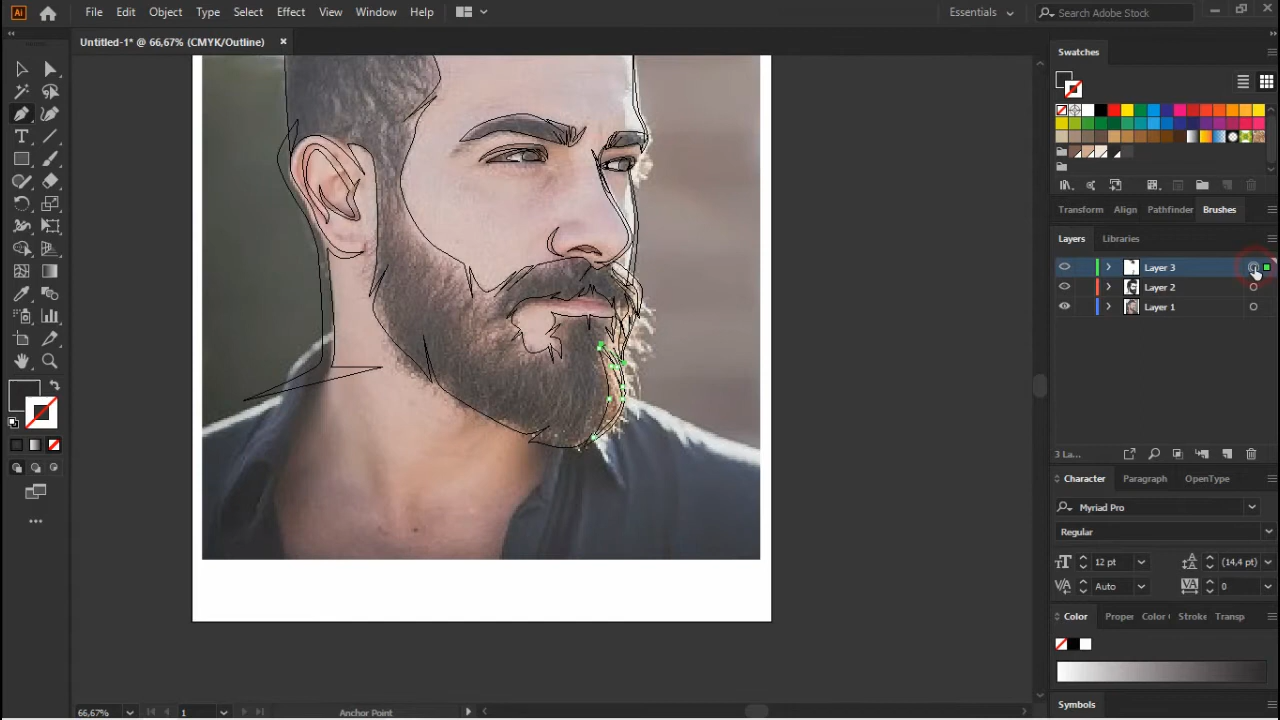 Ai File Edit Object Type Select Effect View Window Help Essentials Search Adobe Stock
Untitled-1* @ 66,67% (CMYK/Outline)
Swatches
Transform Align Pathfinder Brushes
Layers Libraries
Layer 3
Layer 2
Layer 1
3 La...
Character Paragraph OpenType
Myriad Pro
Regular
12 pt (14,4 pt)
Auto 0
Color Proper Color Stroke Transp
Symbols
66,67% 1 Anchor Point